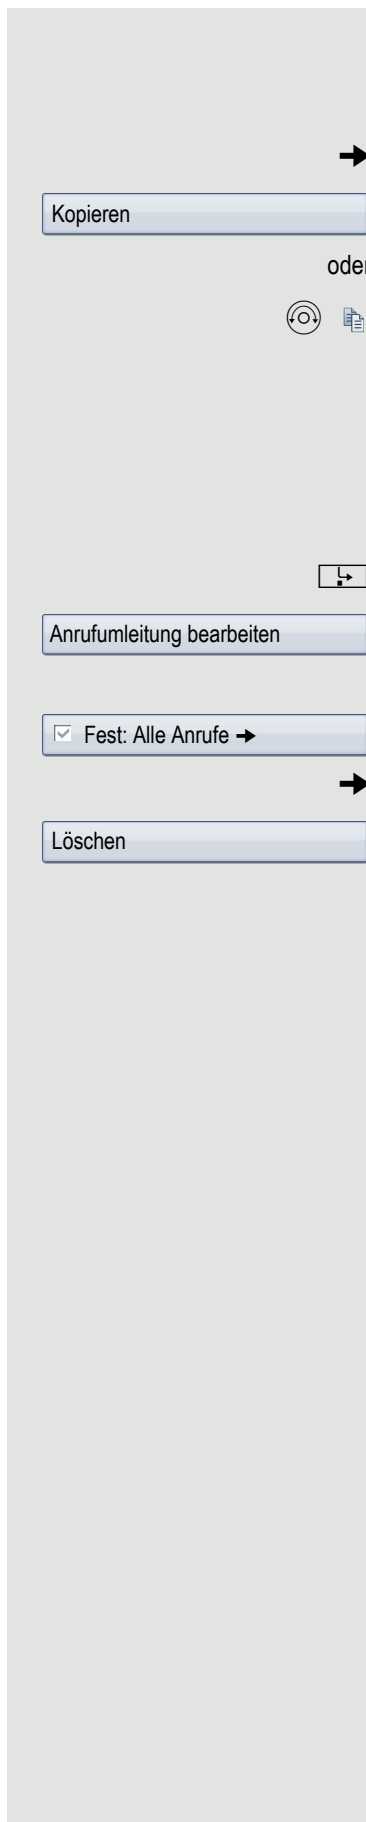 ➔
Kopieren
oder
Anrufumleitung bearbeiten
Fest: Alle Anrufe ➔
➔
Löschen